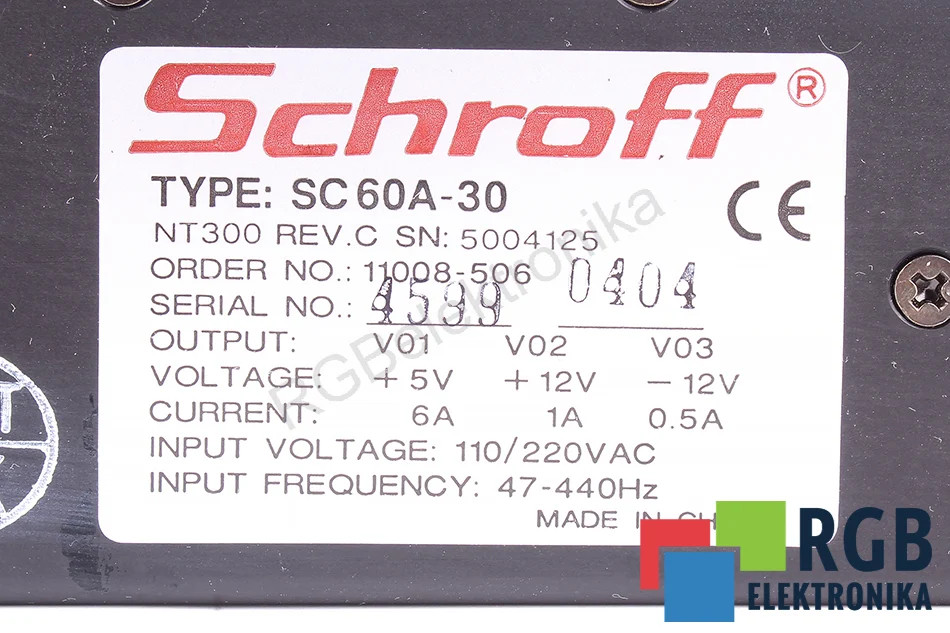 Schroff®
TYPE: SC60A-30
CE
NT300 REV.C SN: 5004125
ORDER NO.: 11008-506
SERIAL NO.: 4599 0404
OUTPUT: V01 V02 V03
VOLTAGE: +5V +12V -12V
CURRENT: 6A 1A 0.5A
INPUT VOLTAGE: 110/220VAC
INPUT FREQUENCY: 47-440Hz
MADE IN
RGBelektronika
RGB
ELEKTRONIKA